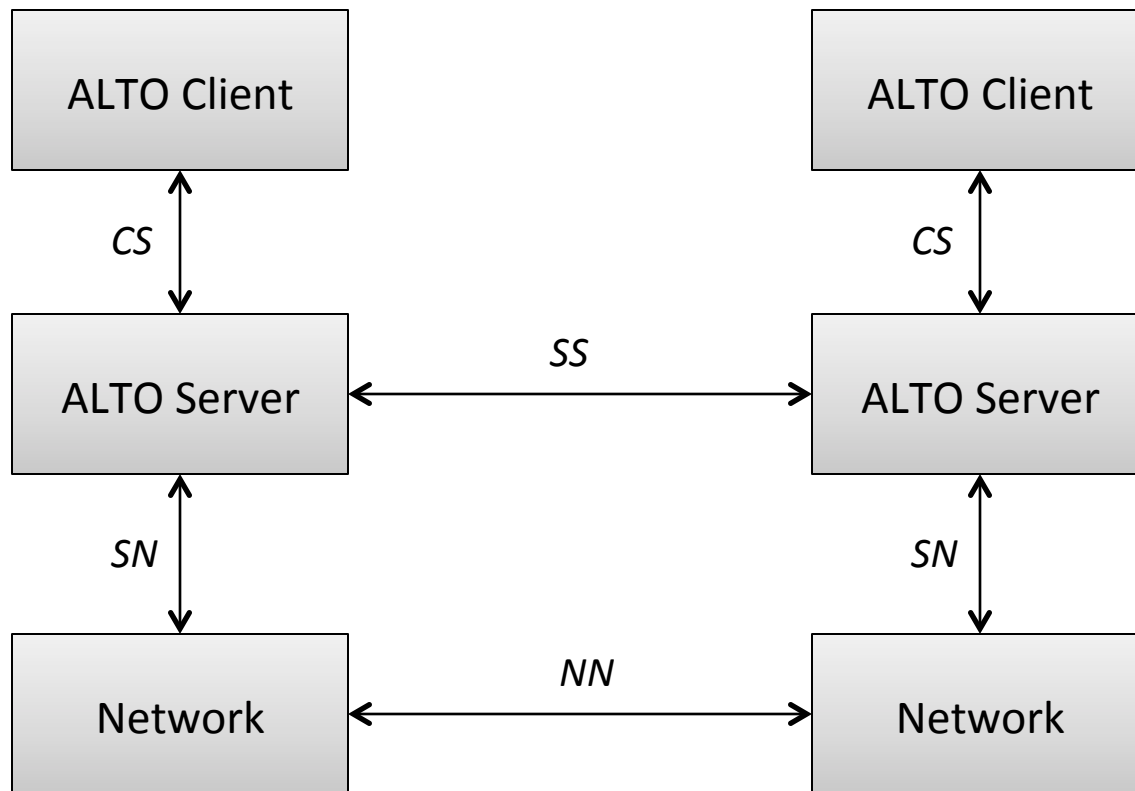 ALTO Client
ALTO Client
CS
CS
SS
ALTO Server
ALTO Server
SN
SN
NN
Network
Network